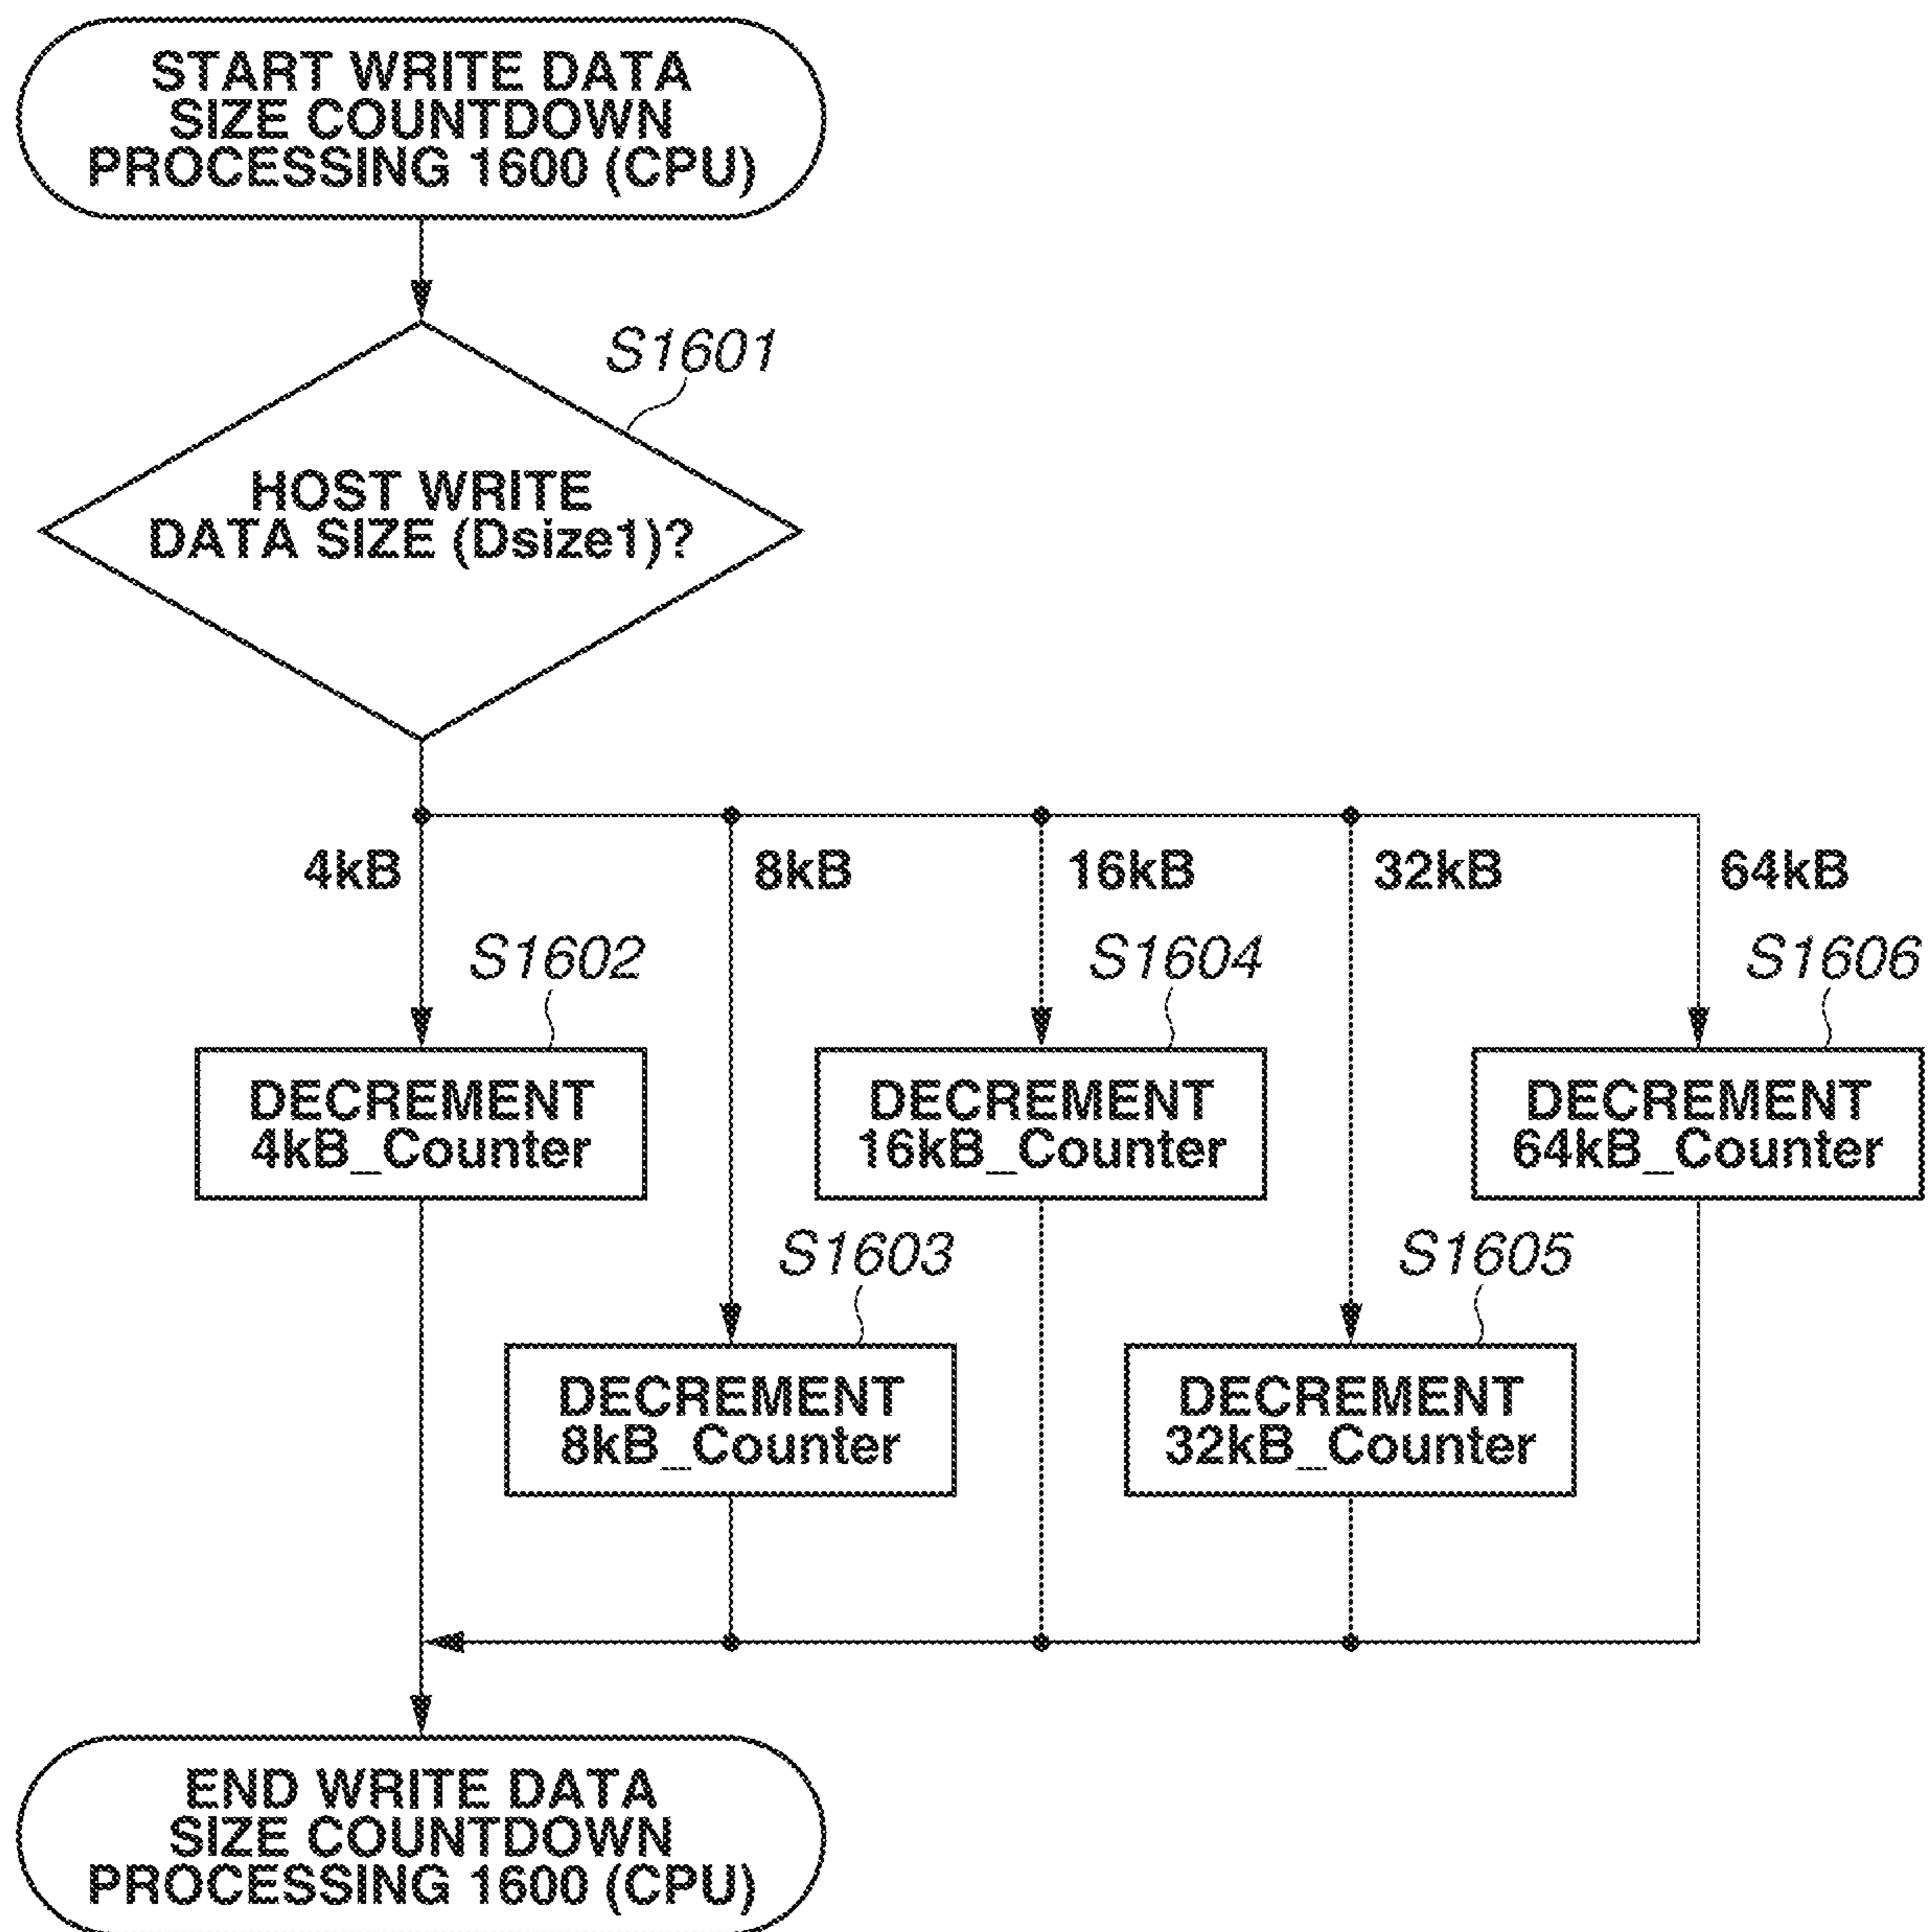 START WRITE DATA
SIZE COUNTDOWN
PROCESSING 1600 (CPU)
S1601
HOST WRITE
DATA SIZE (Dsize1)?
4kB
8kB
16kB
32kB
64kB
S1602
S1604
S1606
DECREMENT
4kB_Counter
DECREMENT
16kB_Counter
DECREMENT
64kB_Counter
S1603
S1605
DECREMENT
8kB_Counter
DECREMENT
32kB_Counter
END WRITE DATA
SIZE COUNTDOWN
PROCESSING 1600 (CPU)